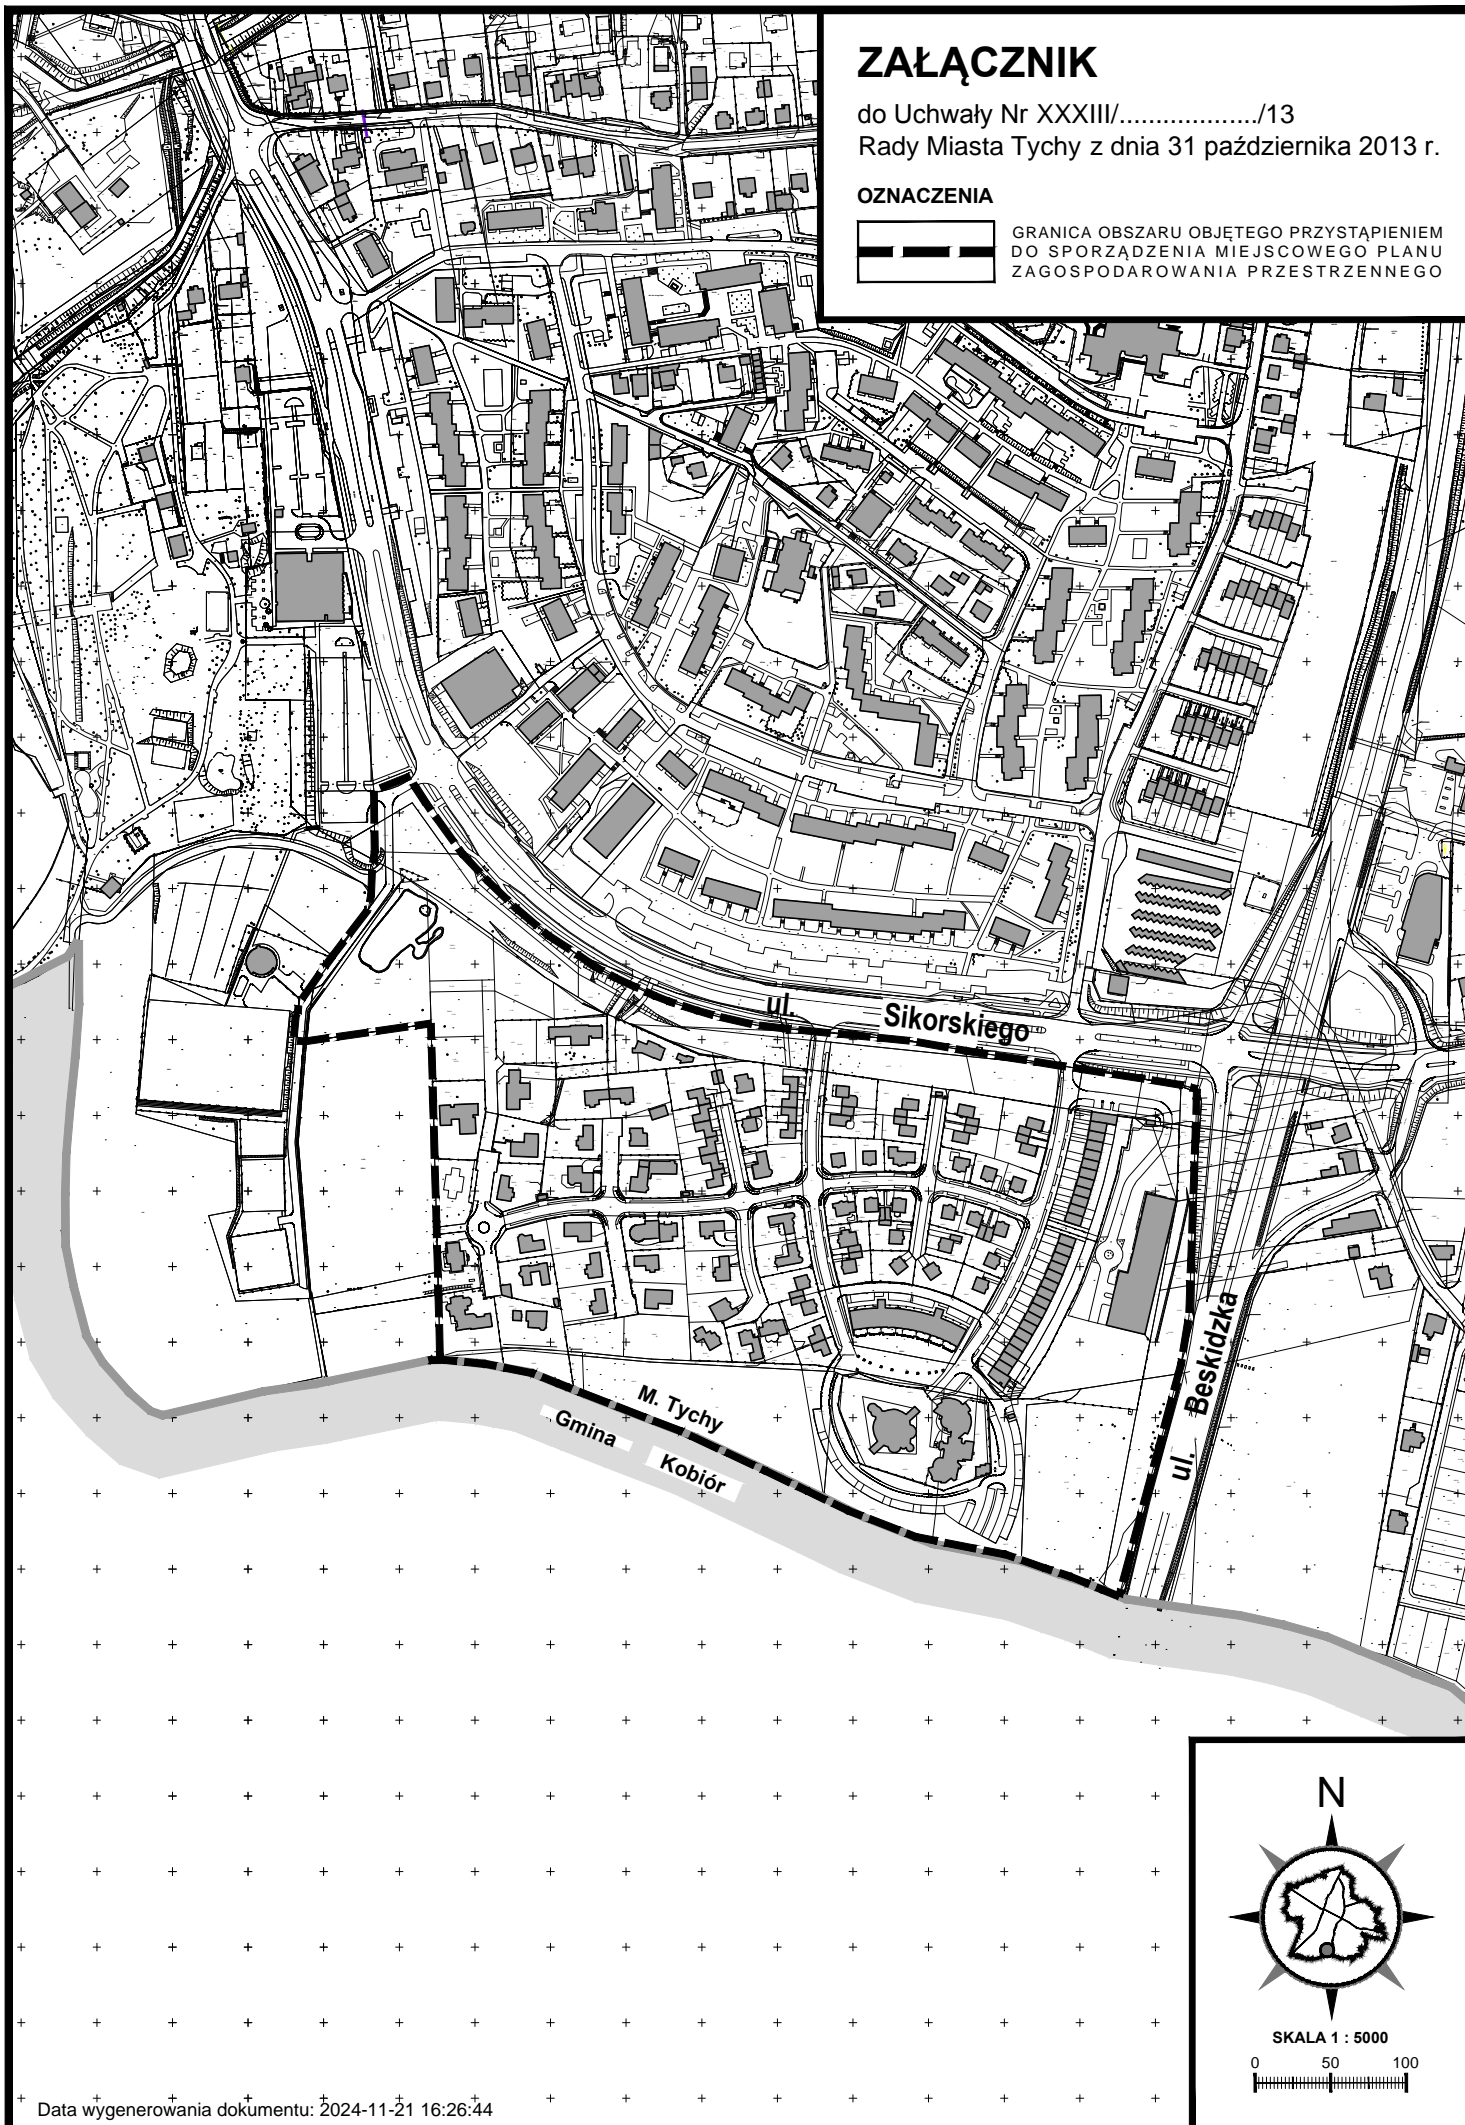 ZAŁĄCZNIK
do Uchwały Nr XXXIII/.................../13
Rady Miasta Tychy z dnia 31 października 2013 r.
OZNACZENIA
GRANICA OBSZARU OBJĘTEGO PRZYSTĄPIENIEM
DO SPORZĄDZENIA MIEJSCOWEGO PLANU
ZAGOSPODAROWANIA PRZESTRZENNEGO
ul. Sikorskiego
ul. Beskidzka
M. Tychy
Gmina Kobiór
N
SKALA 1 : 5000
0 50 100
Data wygenerowania dokumentu: 2024-11-21 16:26:44